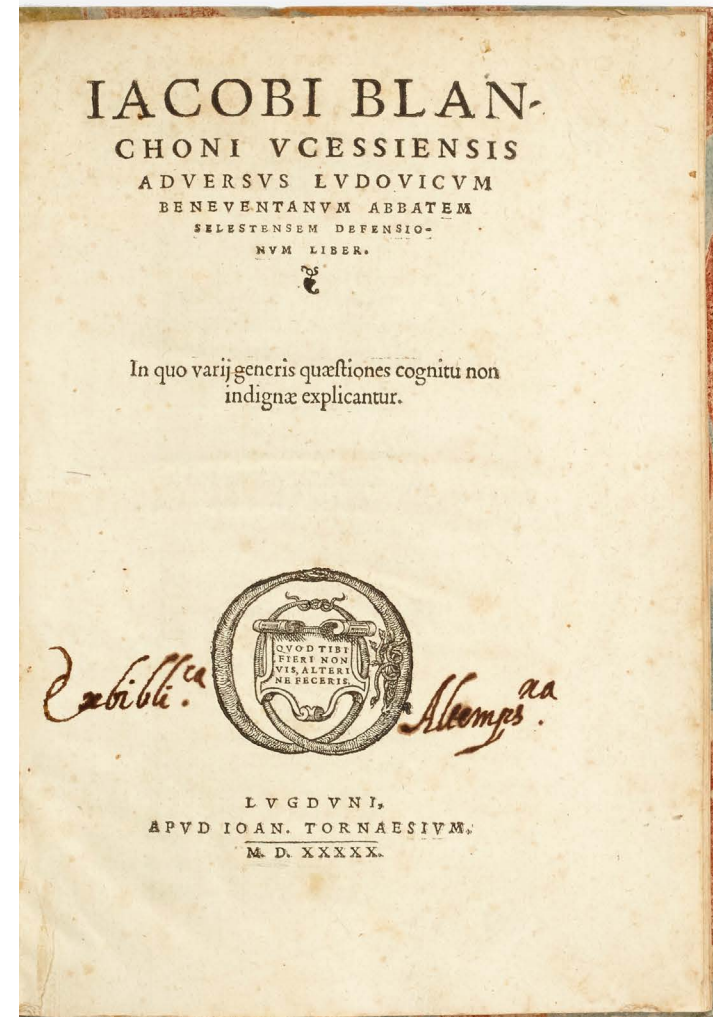 IACOBI BLAN-
CHONI VCESSIENSIS
ADVERSVS LVDOVICVM
BENEVENTANVM ABBATEM
SELESTENSEM DEFENSIO-
NVM LIBER.
In quo varij generis quæstiones cognitu non
indignæ explicantur.
QVOD TIBI
FIERI NON
VIS, ALTERI
NE FECERIS.
Ex bibli.ca Altemps.aa
LVGDVNI,
APVD IOAN. TORNAESIVM.
M. D. XXXXX.